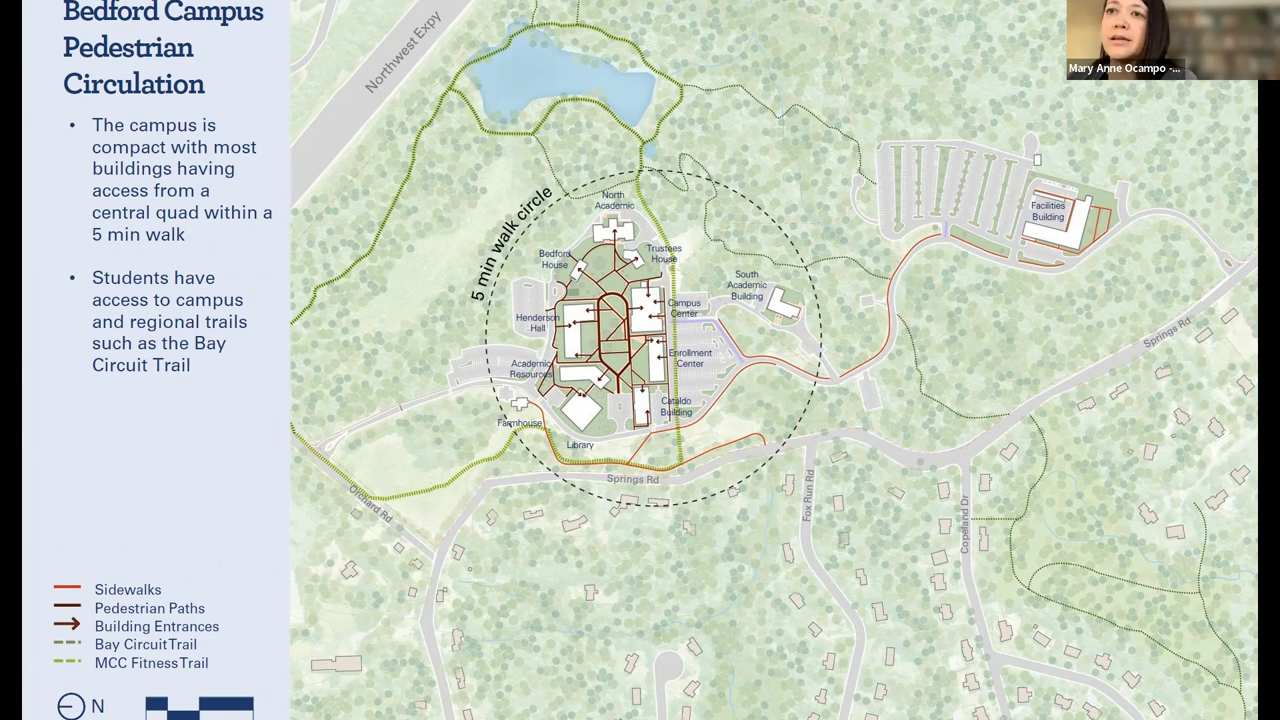 Bedford Campus
Pedestrian
Circulation
• The campus is
compact with most
buildings having
access from a
central quad within a
5 min walk
• Students have
access to campus
and regional trails
such as the Bay
Circuit Trail
Sidewalks
Pedestrian Paths
Building Entrances
Bay Circuit Trail
MCC Fitness Trail
N
Northwest Expy
Mary Anne Ocampo -...
5 min walk circle
North
Academic
Bedford
House
Trustees
House
South
Academic
Building
Facilities
Building
Henderson
Hall
Campus
Center
Enrollment
Center
Academic
Resources
Cataldo
Building
Farmhouse
Library
Springs Rd
Springs Rd
Orchard Rd
Fox Run Rd
Copeland Dr